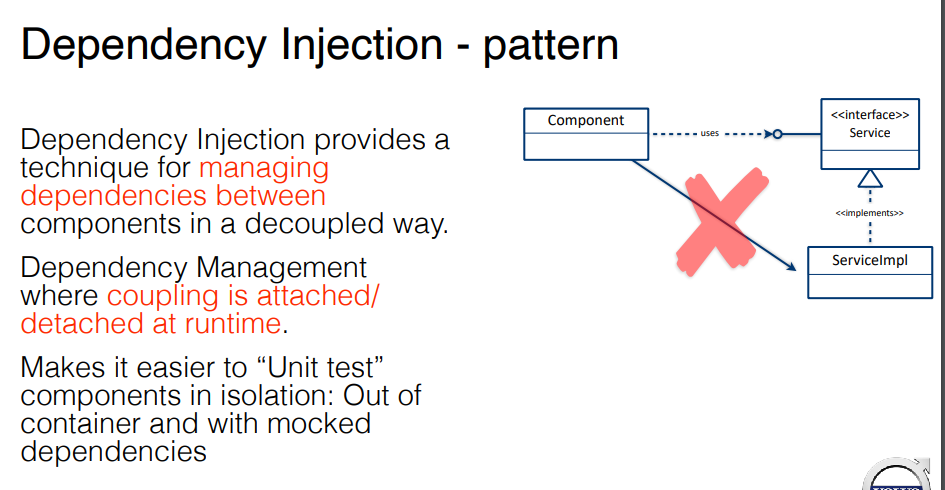 Dependency Injection - pattern
Dependency Injection provides a
technique for managing
dependencies between
components in a decoupled way.
Dependency Management
where coupling is attached/
detached at runtime.
Makes it easier to “Unit test”
components in isolation: Out of
container and with mocked
dependencies
Component
uses
<<interface>>
Service
<<implements>>
ServiceImpl